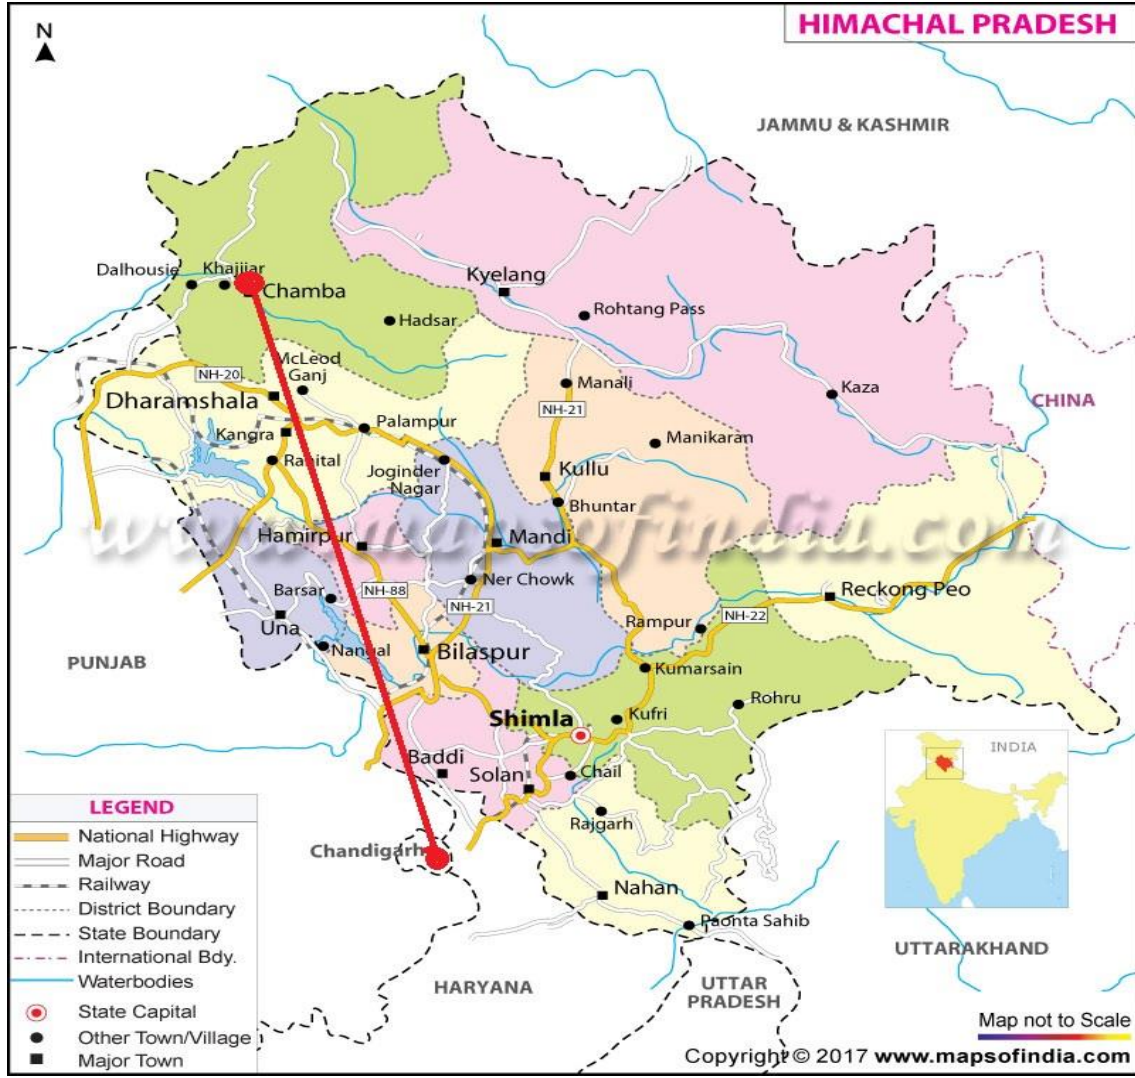 HIMACHAL PRADESH
N
JAMMU & KASHMIR
Dalhousie
Khajjiar
Chamba
Kyelang
Rohtang Pass
Hadsar
McLeod
Ganj
NH-20
Manali
Kaza
CHINA
Dharamshala
NH-21
Palampur
Kangra
Manikaran
Ranital
Joginder
Nagar
Kullu
Bhuntar
www.mapsofindia.com
Hamirpur
Mandi
Barsar
NH-88
Ner Chowk
NH-21
Reckong Peo
Una
Rampur
NH-22
PUNJAB
Nangal
Bilaspur
Kumarsain
Shimla
Kufri
Rohru
INDIA
Baddi
Solan
Chail
LEGEND
National Highway
Major Road
Railway
District Boundary
State Boundary
International Bdy.
Waterbodies
State Capital
Other Town/Village
Major Town
Rajgarh
Chandigarh
Nahan
Paonta Sahib
UTTARAKHAND
HARYANA
UTTAR
PRADESH
Map not to Scale
Copyright © 2017 www.mapsofindia.com